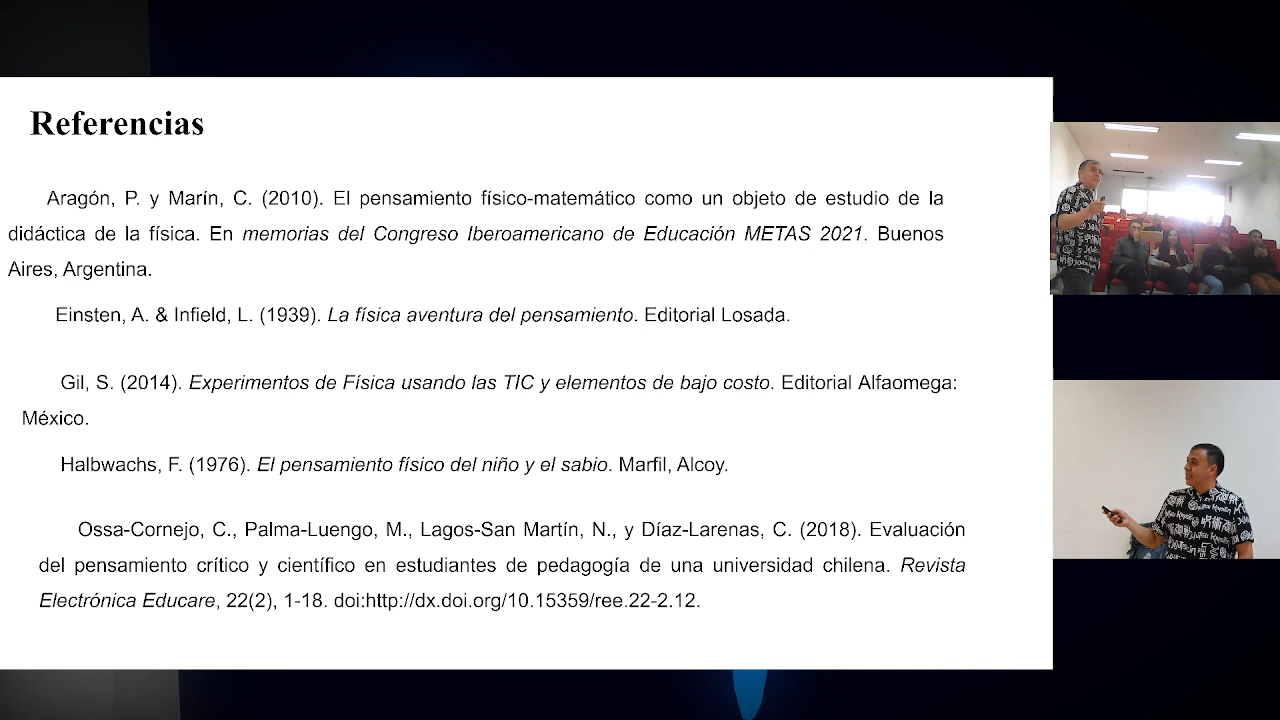 Referencias
Aragón, P. y Marín, C. (2010). El pensamiento físico-matemático como un objeto de estudio de la
didáctica de la física. En memorias del Congreso Iberoamericano de Educación METAS 2021. Buenos
Aires, Argentina.
Einsten, A. & Infield, L. (1939). La física aventura del pensamiento. Editorial Losada.
Gil, S. (2014). Experimentos de Física usando las TIC y elementos de bajo costo. Editorial Alfaomega:
México.
Halbwachs, F. (1976). El pensamiento físico del niño y el sabio. Marfil, Alcoy.
Ossa-Cornejo, C., Palma-Luengo, M., Lagos-San Martín, N., y Díaz-Larenas, C. (2018). Evaluación
del pensamiento crítico y científico en estudiantes de pedagogía de una universidad chilena. Revista
Electrónica Educare, 22(2), 1-18. doi:http://dx.doi.org/10.15359/ree.22-2.12.